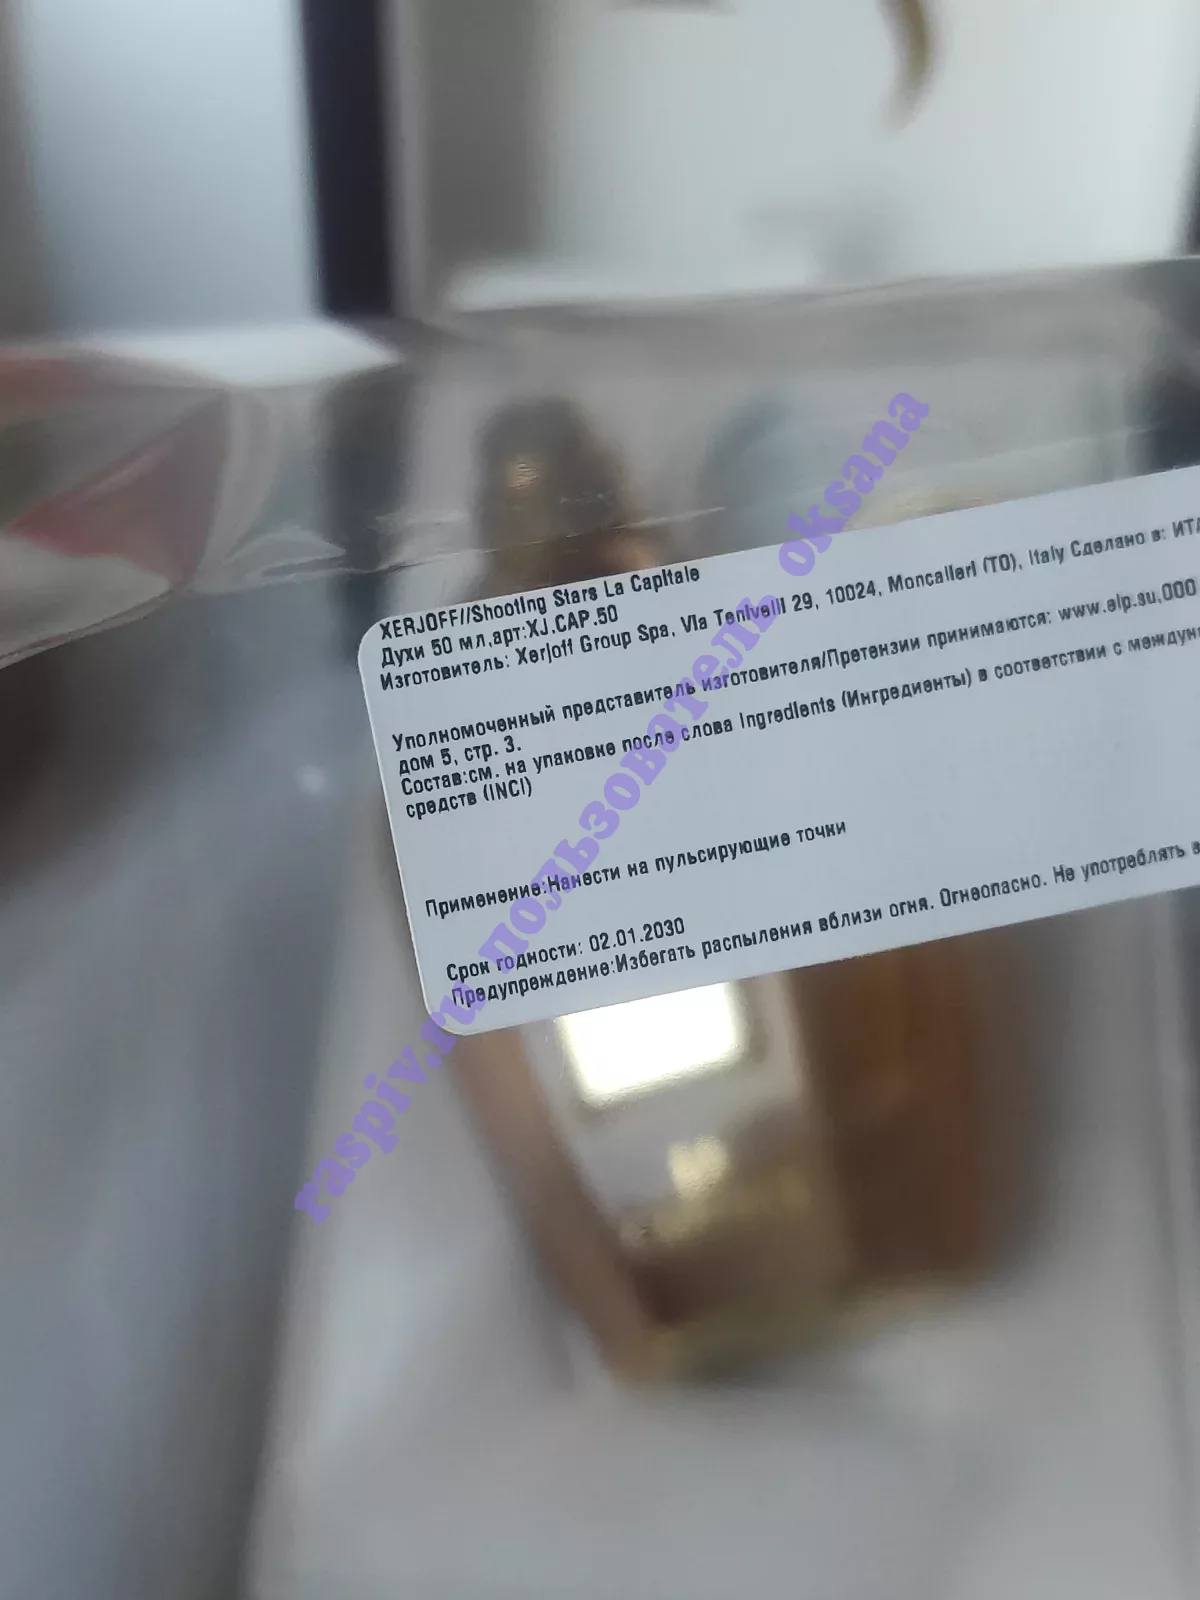 XERJOFF//Shooting Stars La Capitale
Духи 50 мл,арт:XJ.CAP.50
Изготовитель: Xerjoff Group Spa, Via Tenivelli 29, 10024, Moncalieri (TO), Italy Сделано в: ИТА
Уполномоченный представитель изготовителя/Претензии принимаются: www.elp.su,ООО
дом 5, стр. 3.
Состав:см. на упаковке после слова Ingredients (Ингредиенты) в соответствии с междуна
средств (INCI)
Применение:Нанести на пульсирующие точки
Срок годности: 02.01.2030
Предупреждение:Избегать распыления вблизи огня. Огнеопасно. Не употреблять в
raspiv.ru пользователь oksana